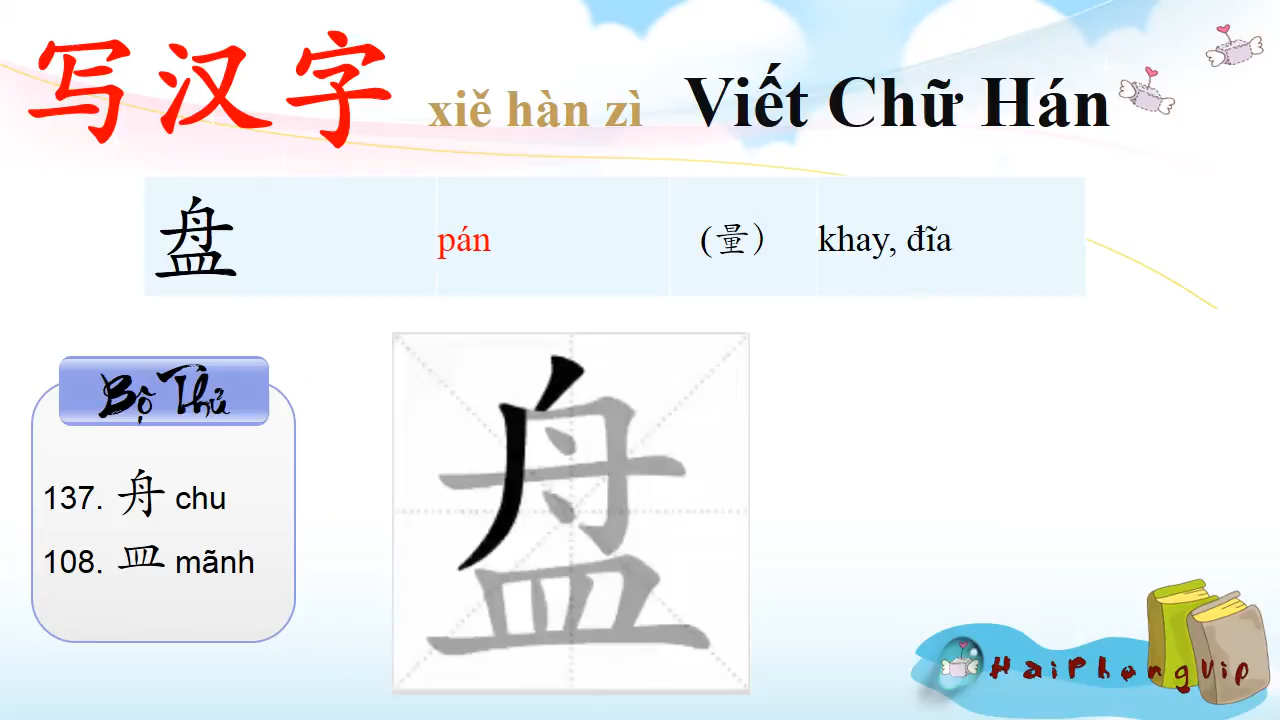 写汉字 xiě hàn zì Viết Chữ Hán
盘 pán (量） khay, đĩa
Bộ Thủ
137. 舟 chu
108. 皿 mãnh
盘
HaiPhongVip